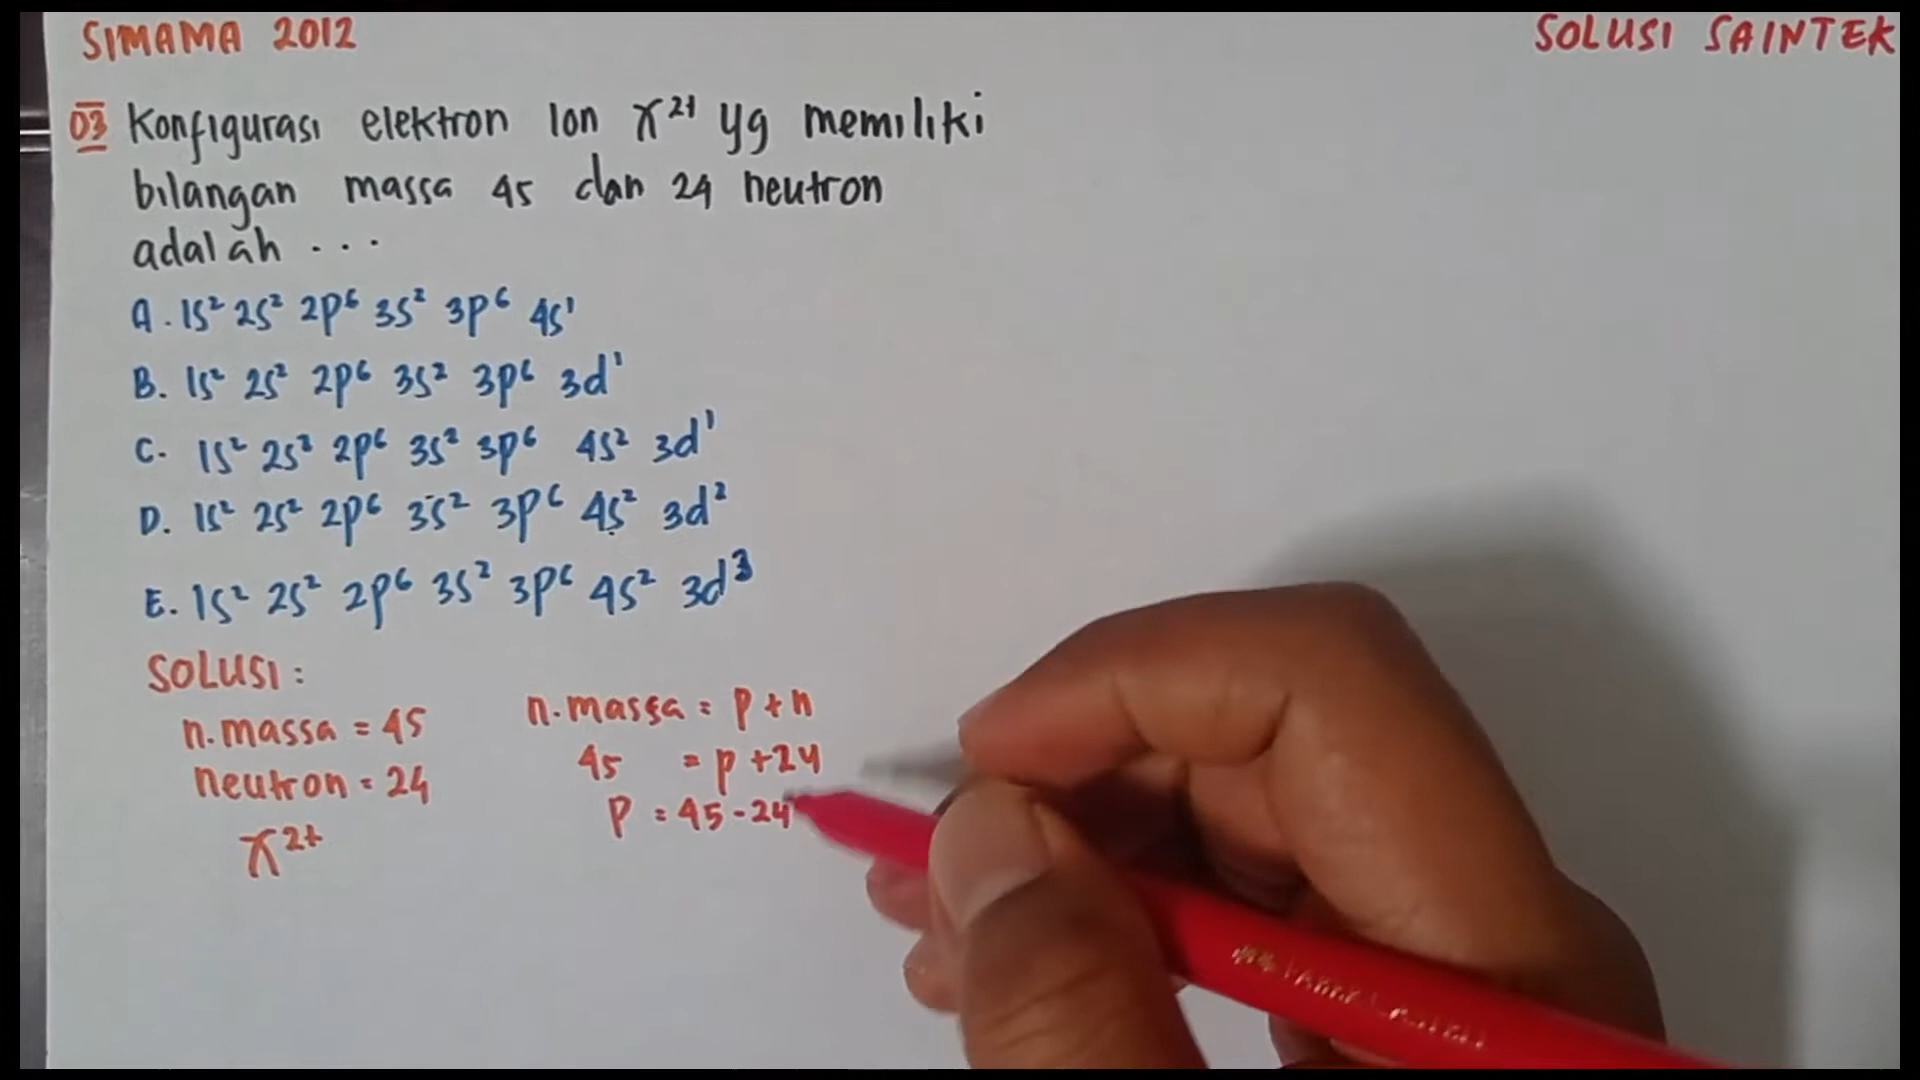 SIMAMA 2012
SOLUSI SAINTEK
03 Konfigurasi elektron Ion X²⁺ yg memiliki
bilangan massa 45 dan 24 neutron
adalah ...
A. 1s² 2s² 2p⁶ 3s² 3p⁶ 4s¹
B. 1s² 2s² 2p⁶ 3s² 3p⁶ 3d¹
C. 1s² 2s² 2p⁶ 3s² 3p⁶ 4s² 3d¹
D. 1s² 2s² 2p⁶ 3s² 3p⁶ 4s² 3d²
E. 1s² 2s² 2p⁶ 3s² 3p⁶ 4s² 3d³
SOLUSI :
n.massa = 45
neutron = 24
X²⁺
n.massa = p + n
45 = p + 24
P = 45 - 24